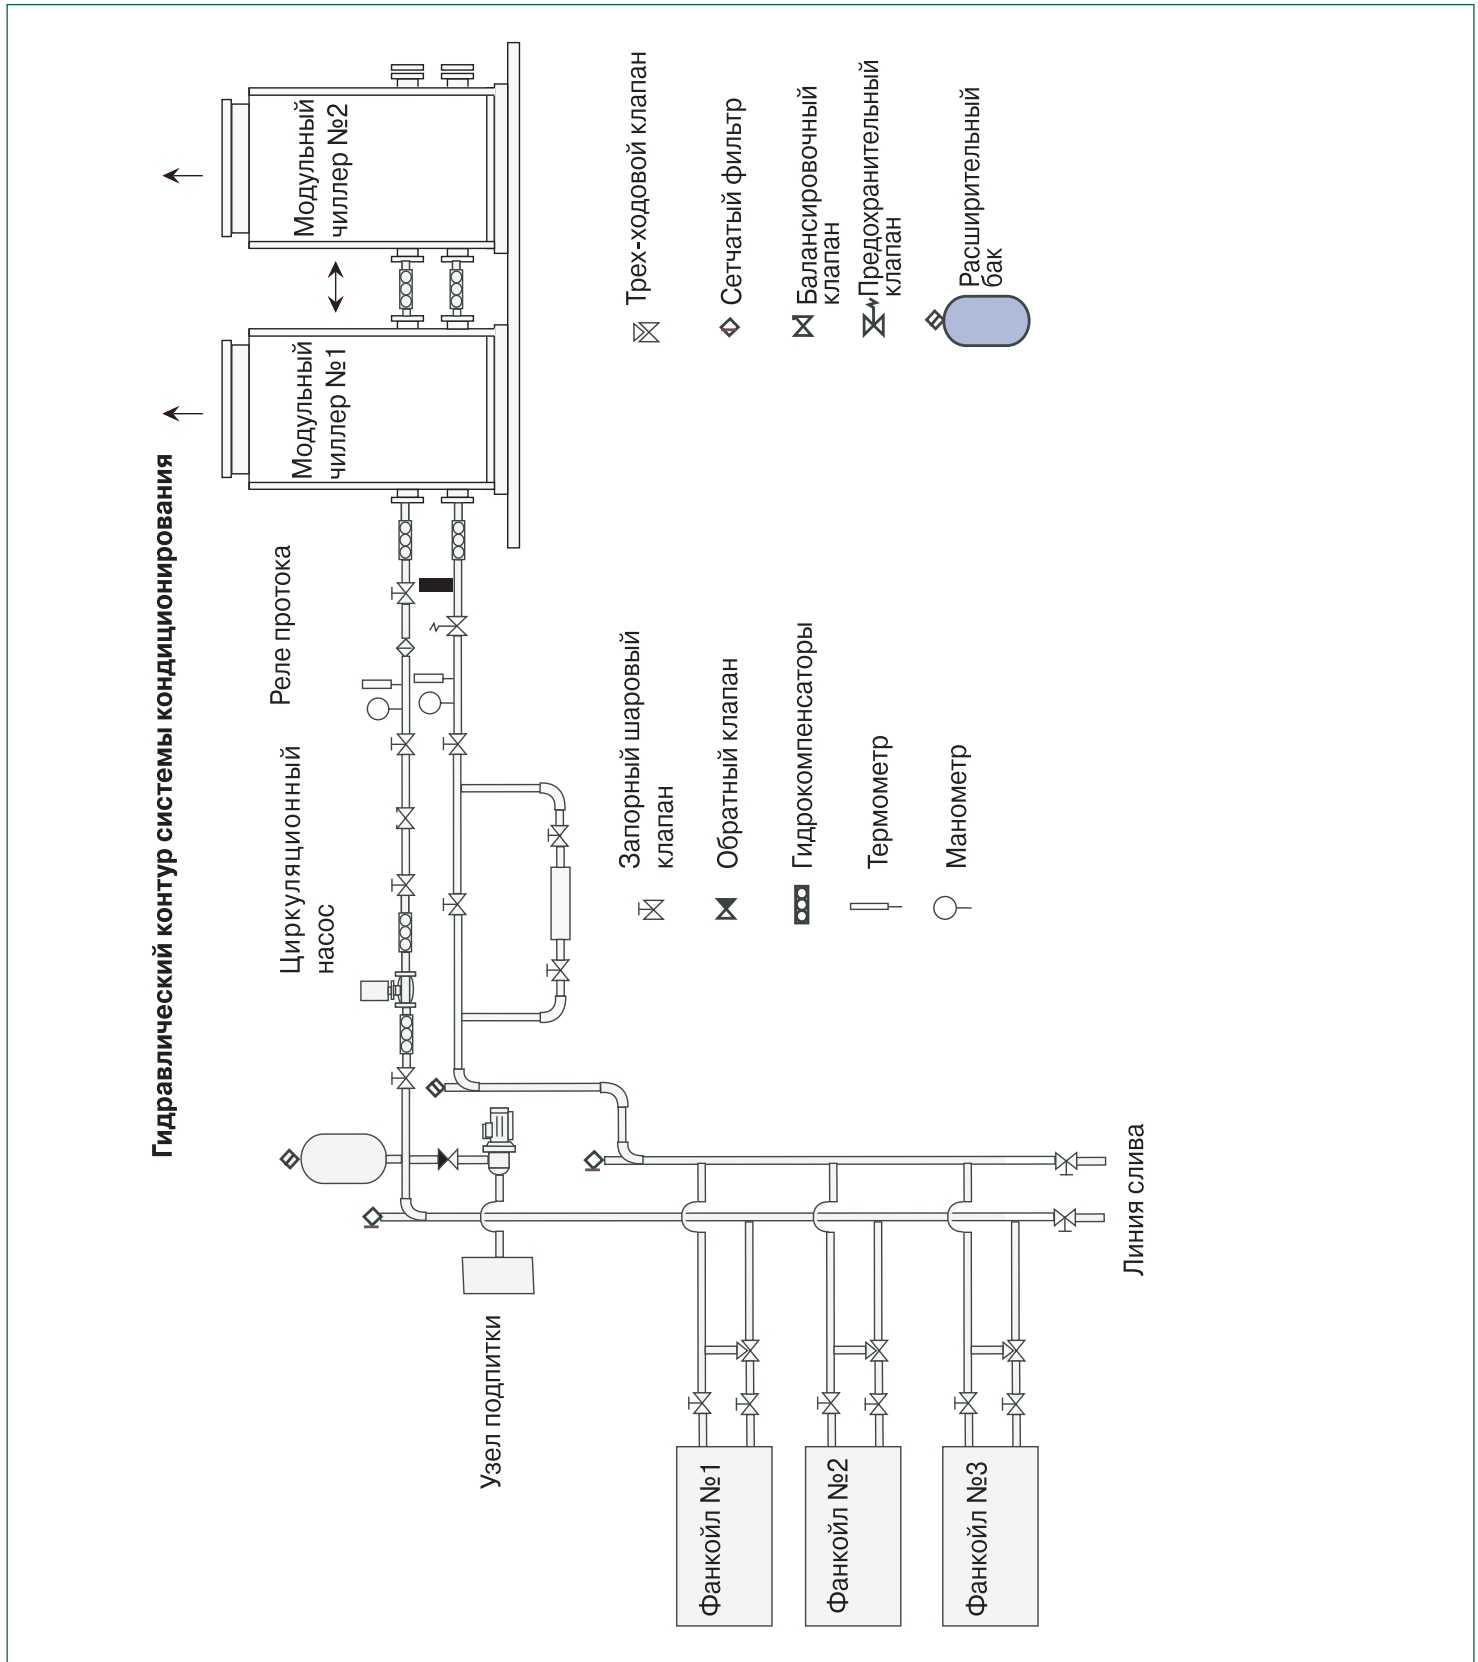 Гидравлический контур системы кондиционирования
Циркуляционный
насос
Реле протока
Модульный
чиллер №1
Модульный
чиллер №2
Узел подпитки
Фанкойл №1
Фанкойл №2
Фанкойл №3
Линия слива
Запорный шаровый
клапан
Обратный клапан
Гидрокомпенсаторы
Термометр
Манометр
Трех-ходовой клапан
Сетчатый фильтр
Балансировочный
клапан
Предохранительный
клапан
Расширительный
бак